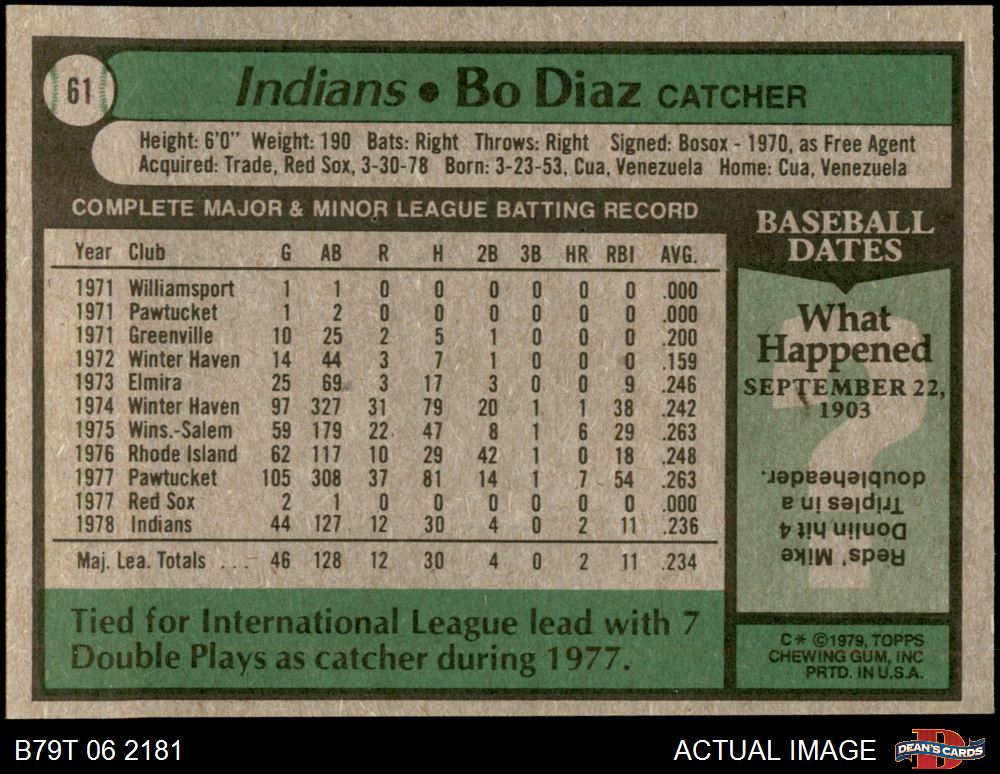 61
Indians • Bo Diaz CATCHER
Height: 6'0" Weight: 190 Bats: Right Throws: Right Signed: Bosox - 1970, as Free Agent
Acquired: Trade, Red Sox, 3-30-78 Born: 3-23-53, Cua, Venezuela Home: Cua, Venezuela
COMPLETE MAJOR & MINOR LEAGUE BATTING RECORD
Year Club G AB R H 2B 3B HR RBI AVG.
1971 Williamsport 1 1 0 0 0 0 0 0 .000
1971 Pawtucket 1 2 0 0 0 0 0 0 .000
1971 Greenville 10 25 2 5 1 0 0 0 .200
1972 Winter Haven 14 44 3 7 1 0 0 0 .159
1973 Elmira 25 69 3 17 3 0 0 9 .246
1974 Winter Haven 97 327 31 79 20 1 1 38 .242
1975 Wins.-Salem 59 179 22 47 8 1 6 29 .263
1976 Rhode Island 62 117 10 29 42 1 0 18 .248
1977 Pawtucket 105 308 37 81 14 1 7 54 .263
1977 Red Sox 2 1 0 0 0 0 0 0 .000
1978 Indians 44 127 12 30 4 0 2 11 .236
Maj. Lea. Totals ... 46 128 12 30 4 0 2 11 .234
Tied for International League lead with 7
Double Plays as catcher during 1977.
BASEBALL
DATES
What
Happened
SEPTEMBER 22,
1903
Reds' Mike
Donlin hit 4
Triples in a
doubleheader.
C* ©1979, TOPPS
CHEWING GUM, INC
PRTD. IN U.S.A.
B79T 06 2181
ACTUAL IMAGE
DEAN'S CARDS